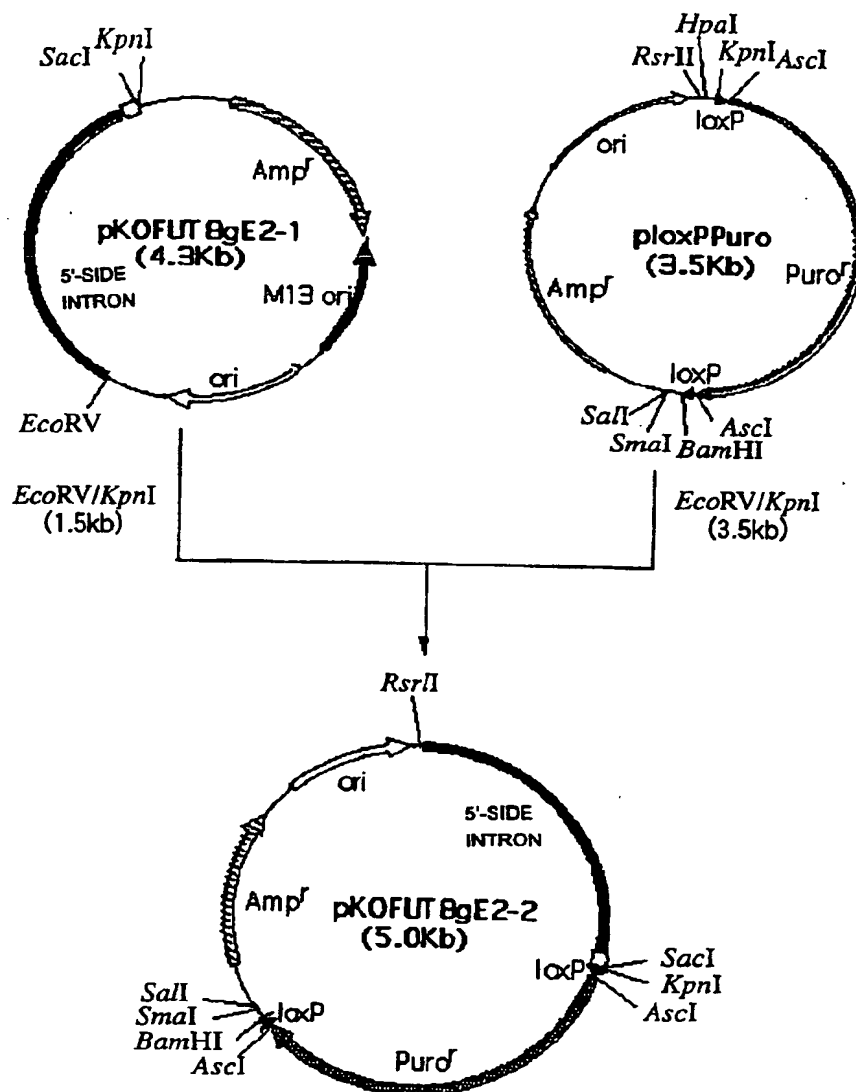 SacI
KpnI
Ampʳ
pKOFUT8gE2-1
(4.3Kb)
5'-SIDE
INTRON
M13 ori
ori
EcoRV
EcoRV/KpnI
(1.5kb)
HpaI
RsrII
KpnI
AscI
loxP
ori
ploxPPuro
(3.5Kb)
Puroʳ
Ampʳ
loxP
SalI
SmaI
BamHI
AscI
EcoRV/KpnI
(3.5kb)
RsrII
ori
5'-SIDE
INTRON
Ampʳ
pKOFUT8gE2-2
(5.0Kb)
loxP
SacI
KpnI
AscI
SalI
SmaI
BamHI
AscI
loxP
Puroʳ